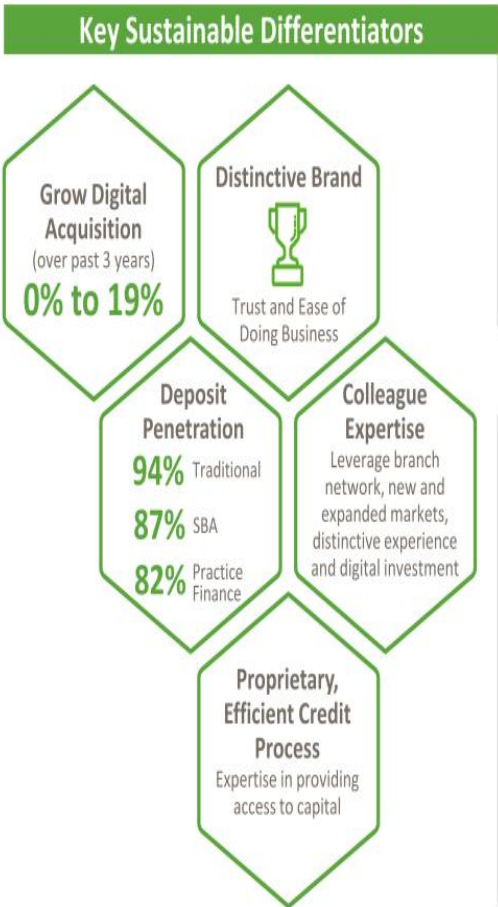 Key Sustainable Differentiators
Grow Digital
Acquisition
(over past 3 years)
0% to 19%
Distinctive Brand
Trust and Ease of
Doing Business
Deposit
Penetration
94% Traditional
87% SBA
82% Practice
Finance
Colleague
Expertise
Leverage branch
network, new and
expanded markets,
distinctive experience
and digital investment
Proprietary,
Efficient Credit
Process
Expertise in providing
access to capital